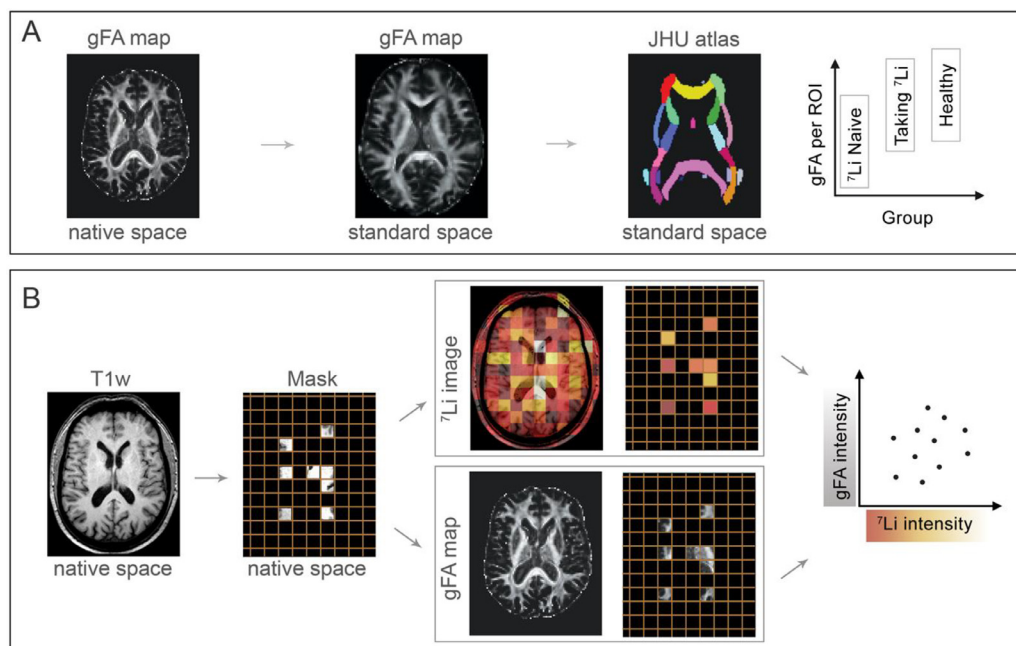 A
gFA map
native space
gFA map
standard space
JHU atlas
standard space
gFA per ROI
⁷Li Naive
Taking ⁷Li
Healthy
Group
B
T1w
native space
Mask
native space
⁷Li image
gFA map
gFA intensity
⁷Li intensity